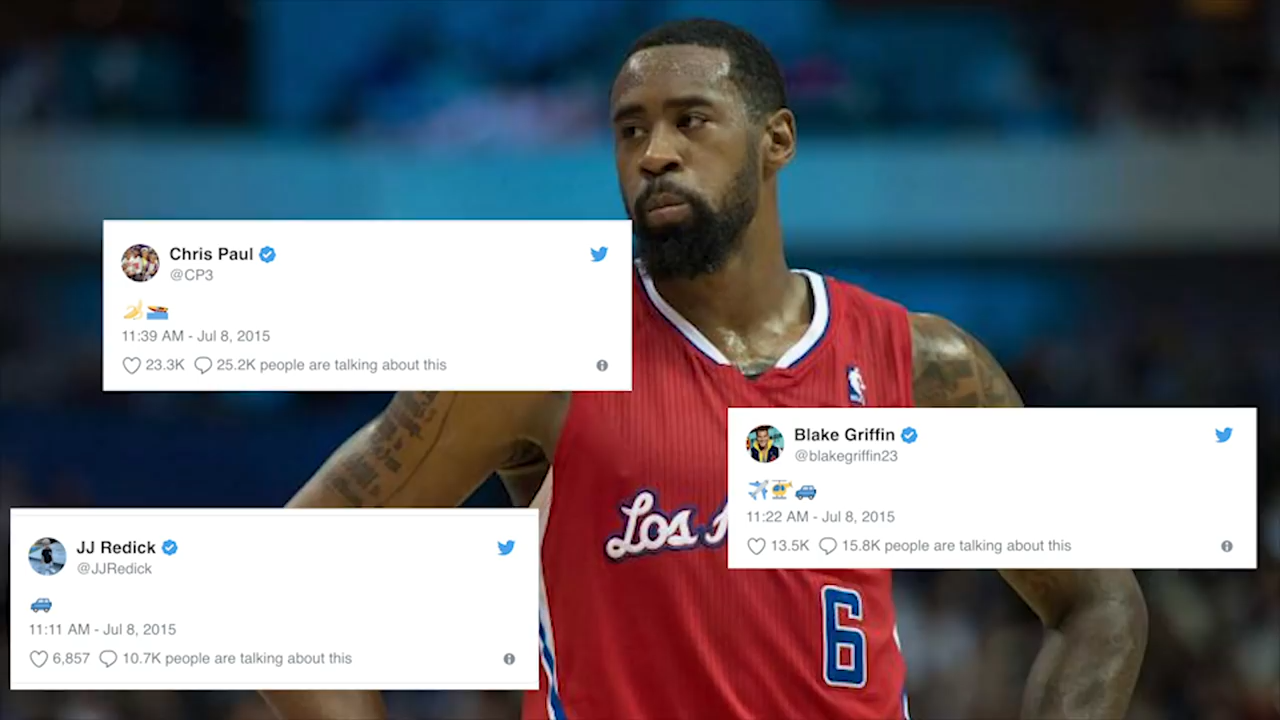 Chris Paul
@CP3
🍌🚤
11:39 AM - Jul 8, 2015
23.3K 25.2K people are talking about this
Blake Griffin
@blakegriffin23
✈️🚁🚙
11:22 AM - Jul 8, 2015
13.5K 15.8K people are talking about this
JJ Redick
@JJRedick
🚙
11:11 AM - Jul 8, 2015
6,857 10.7K people are talking about this
Los
6